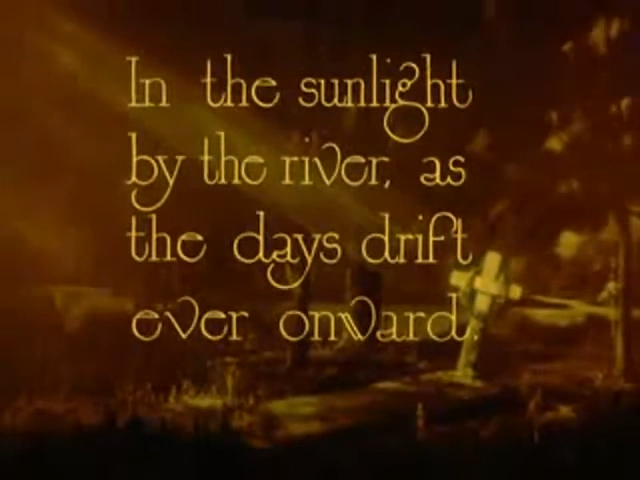 In the sunlight
by the river, as
the days drift
ever onward.